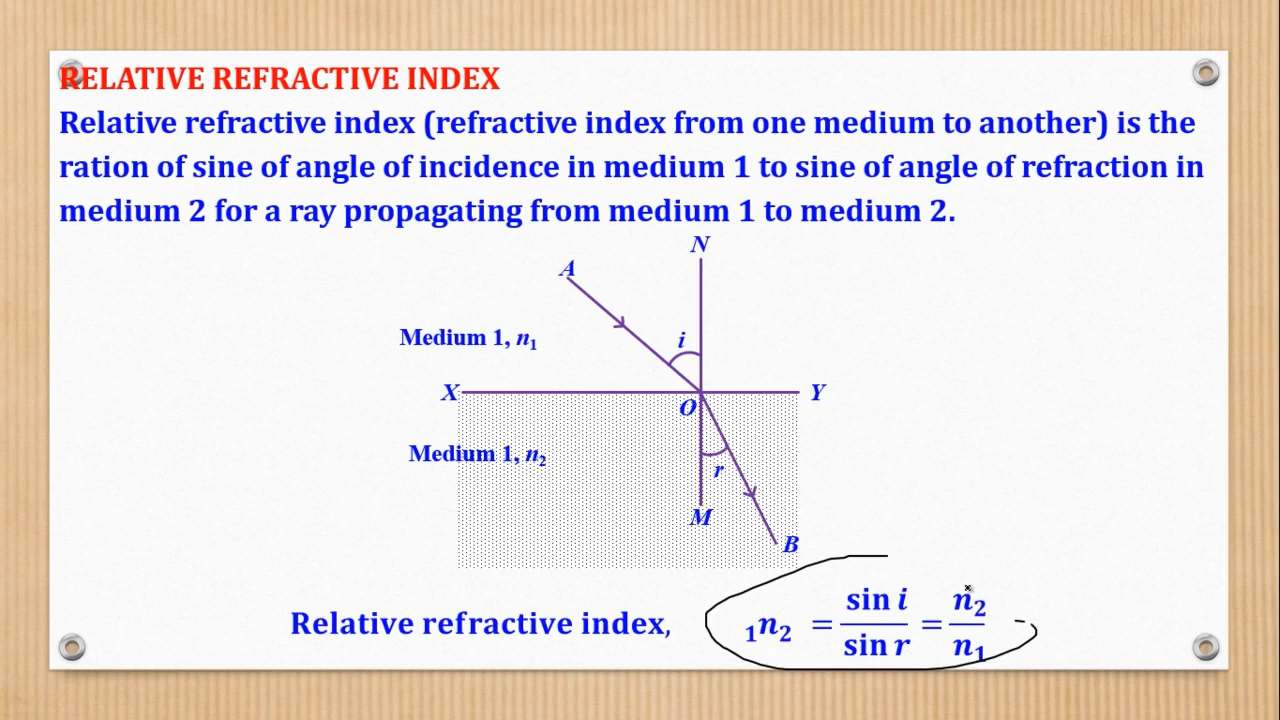 RELATIVE REFRACTIVE INDEX
Relative refractive index (refractive index from one medium to another) is the
ration of sine of angle of incidence in medium 1 to sine of angle of refraction in
medium 2 for a ray propagating from medium 1 to medium 2.
N
A
Medium 1, n₁
i
X
Y
O
Medium 1, n₂
r
M
B
Relative refractive index, ₁n₂ = sin i / sin r = n₂ / n₁